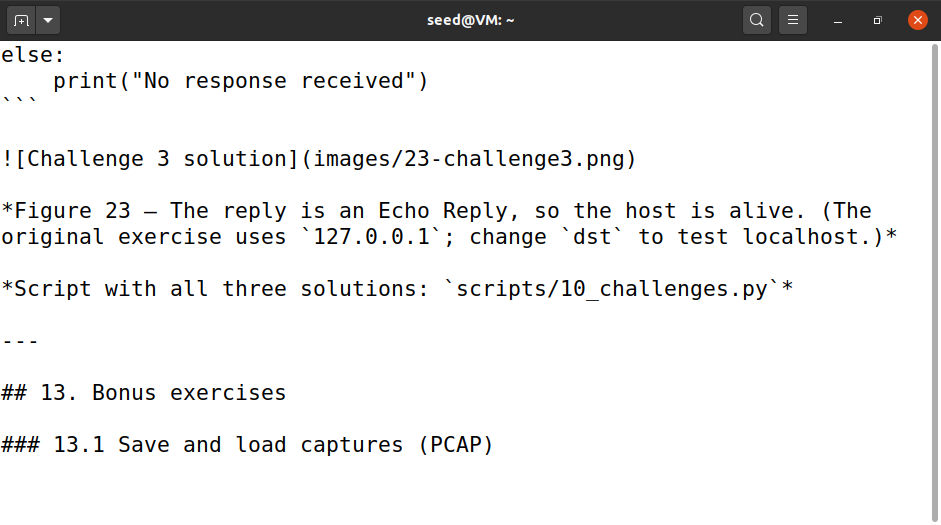 seed@VM: ~
else:
    print("No response received")
```
![Challenge 3 solution](images/23-challenge3.png)
*Figure 23 — The reply is an Echo Reply, so the host is alive. (The
original exercise uses `127.0.0.1`; change `dst` to test localhost.)*
*Script with all three solutions: `scripts/10_challenges.py`*
---
## 13. Bonus exercises
### 13.1 Save and load captures (PCAP)